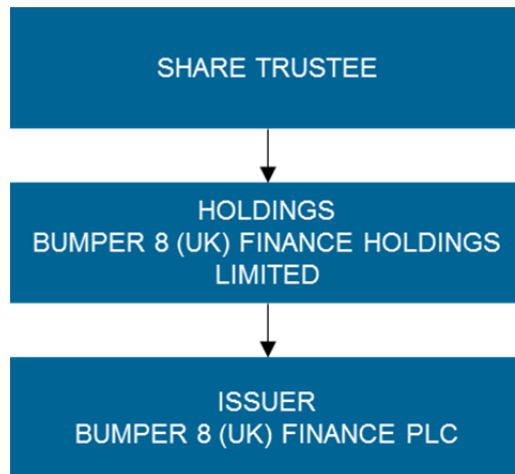 SHARE TRUSTEE
HOLDINGS
BUMPER 8 (UK) FINANCE HOLDINGS
LIMITED
ISSUER
BUMPER 8 (UK) FINANCE PLC